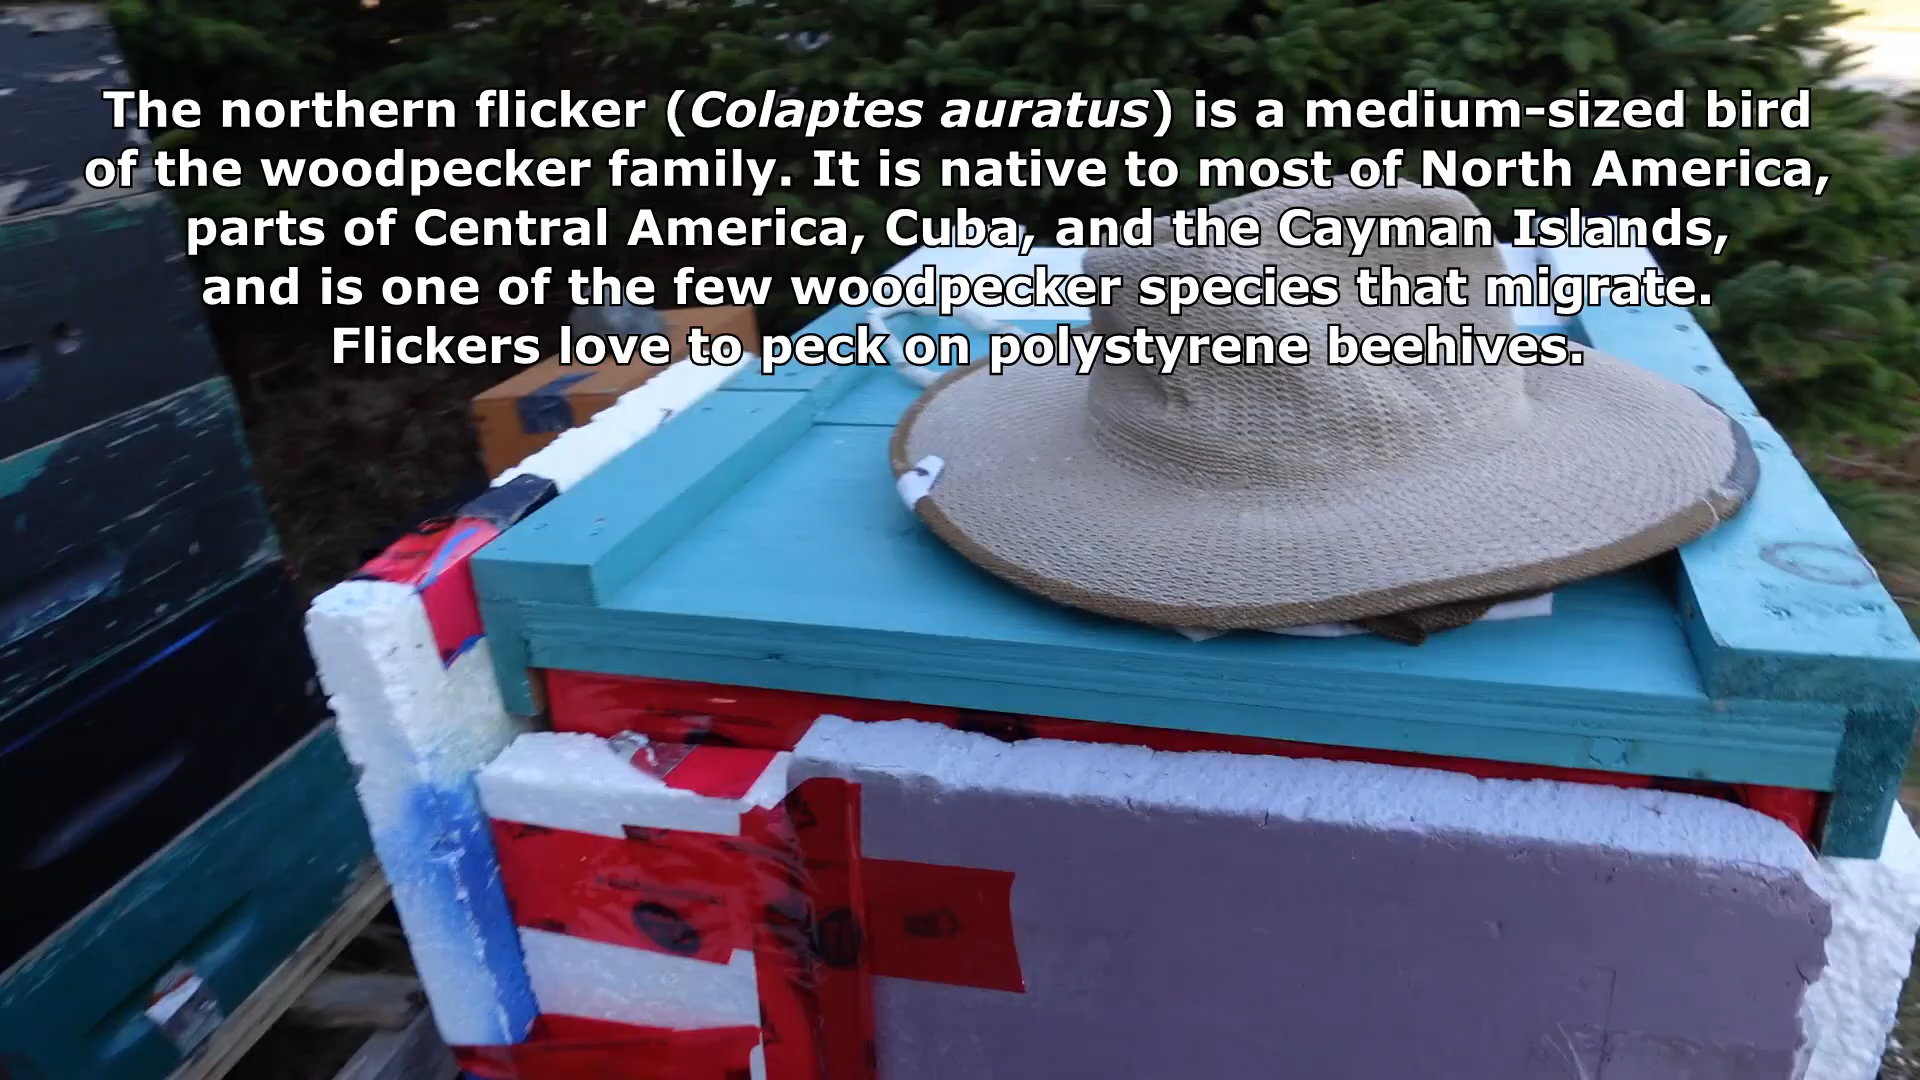 The northern flicker (Colaptes auratus) is a medium-sized bird
of the woodpecker family. It is native to most of North America,
parts of Central America, Cuba, and the Cayman Islands,
and is one of the few woodpecker species that migrate.
Flickers love to peck on polystyrene beehives.